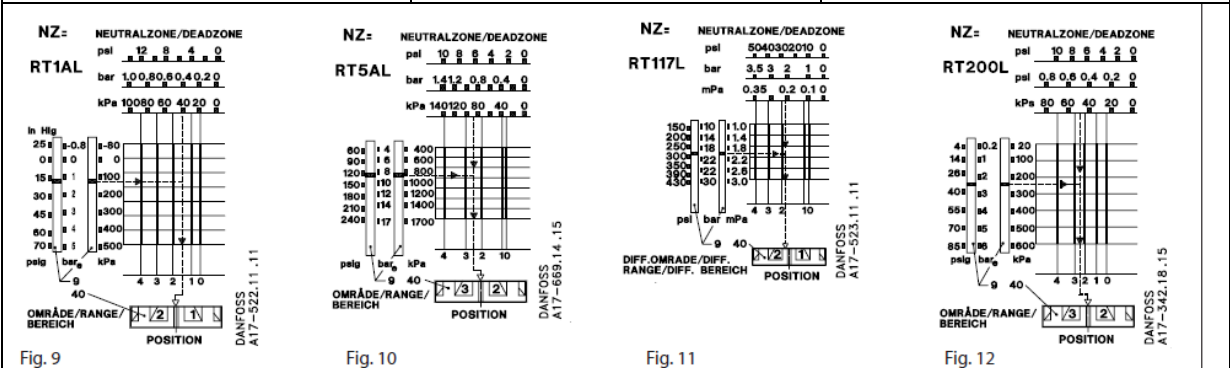 NZ= NEUTRALZONE/DEADZONE
psi 12 8 4 0
RT1AL
bar 1.0 0.8 0.6 0.4 0.2 0
kPa 100 80 60 40 20 0
in Hg
25 -0.8 -80
0 0 0
15 1 100
30 2 200
45 3 300
60 4 400
70 5 500
psig bare kPa
4 3 2 1 0
9
40
OMRÅDE/RANGE/
BEREICH
2 1
POSITION
DANFOSS
A17-522.11.11
Fig. 9
NZ= NEUTRALZONE/DEADZONE
psi 10 8 6 4 2 0
RT5AL
bar 1.4 1.2 0.8 0.4 0
kPa 140 120 80 40 0
60 4 400
90 6 600
120 8 800
150 10 1000
180 12 1200
210 14 1400
240 17 1700
psig bare kPa
4 3 2 1 0
9
40
OMRÅDE/RANGE/
BEREICH
3 2
POSITION
DANFOSS
A17-669.14.15
Fig. 10
NZ= NEUTRALZONE/DEADZONE
psi 50 40 30 20 10 0
RT117L
bar 3.5 3 2 1 0
mPa 0.35 0.2 0.1 0
150 10 1.0
200 14 1.4
250 18 1.8
300 22 2.2
350 22 2.6
390
430 30 3.0
psi bar mPa
4 3 2 1 0
9 40
DIFF.OMRADE/DIFF.
RANGE/DIFF. BEREICH
2 1
POSITION
DANFOSS
A17-523.11.11
Fig. 11
NZ= NEUTRALZONE/DEADZONE
psi 10 8 6 4 2 0
RT200L
psi 0.8 0.6 0.4 0.2 0
kPa 80 60 40 20 0
4 0.2 20
14 1 100
26 2 200
40 3 300
55 4 400
70 5 500
85 6 600
psig bare kPa
4 3 2 1 0
9 40
OMRÅDE/RANGE/
BEREICH
3 2
POSITION
DANFOSS
A17-342.18.15
Fig. 12